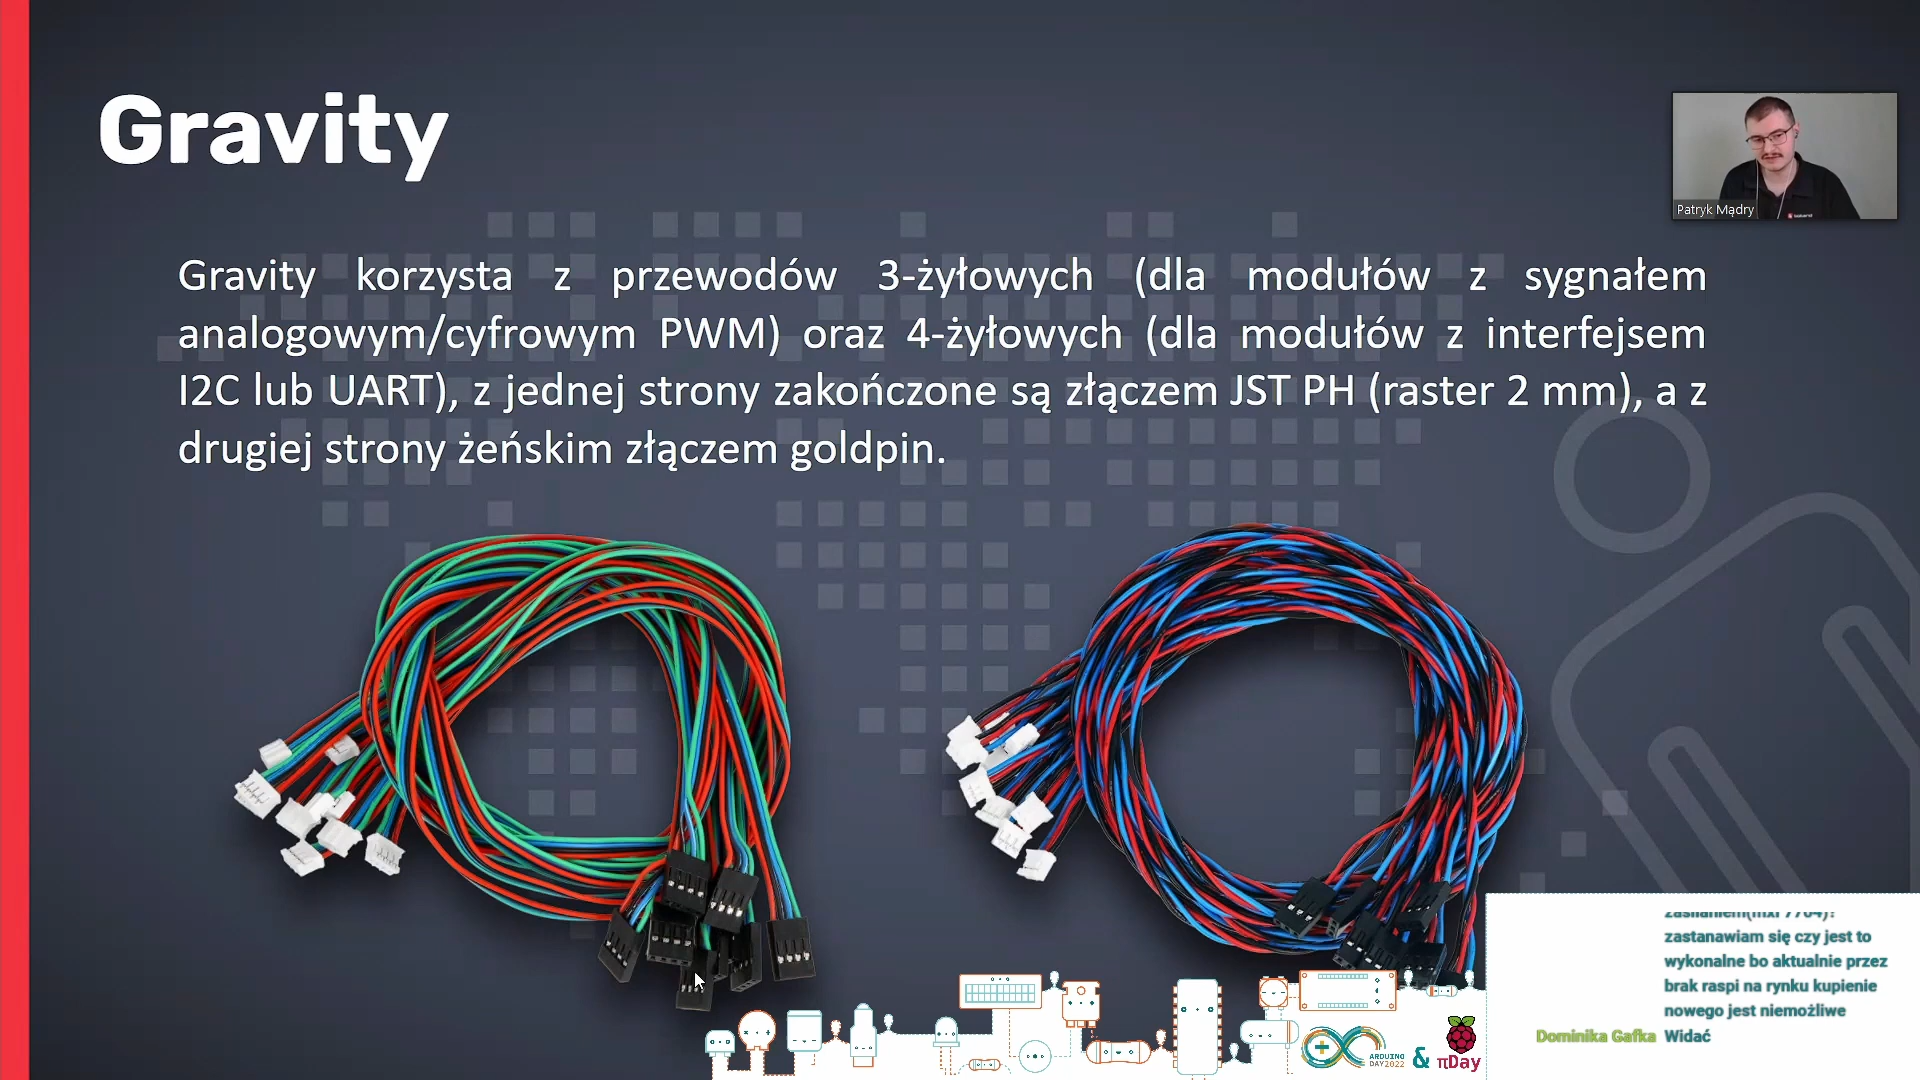 Gravity
Patryk Mądry
Gravity korzysta z przewodów 3-żyłowych (dla modułów z sygnałem
analogowym/cyfrowym PWM) oraz 4-żyłowych (dla modułów z interfejsem
I2C lub UART), z jednej strony zakończone są złączem JST PH (raster 2 mm), a z
drugiej strony żeńskim złączem goldpin.
zastanawiam się czy jest to
wykonalne bo aktualnie przez
brak raspi na rynku kupienie
nowego jest niemożliwe
Dominika Gafka Widać
ARDUINO
DAY2022
& πDay